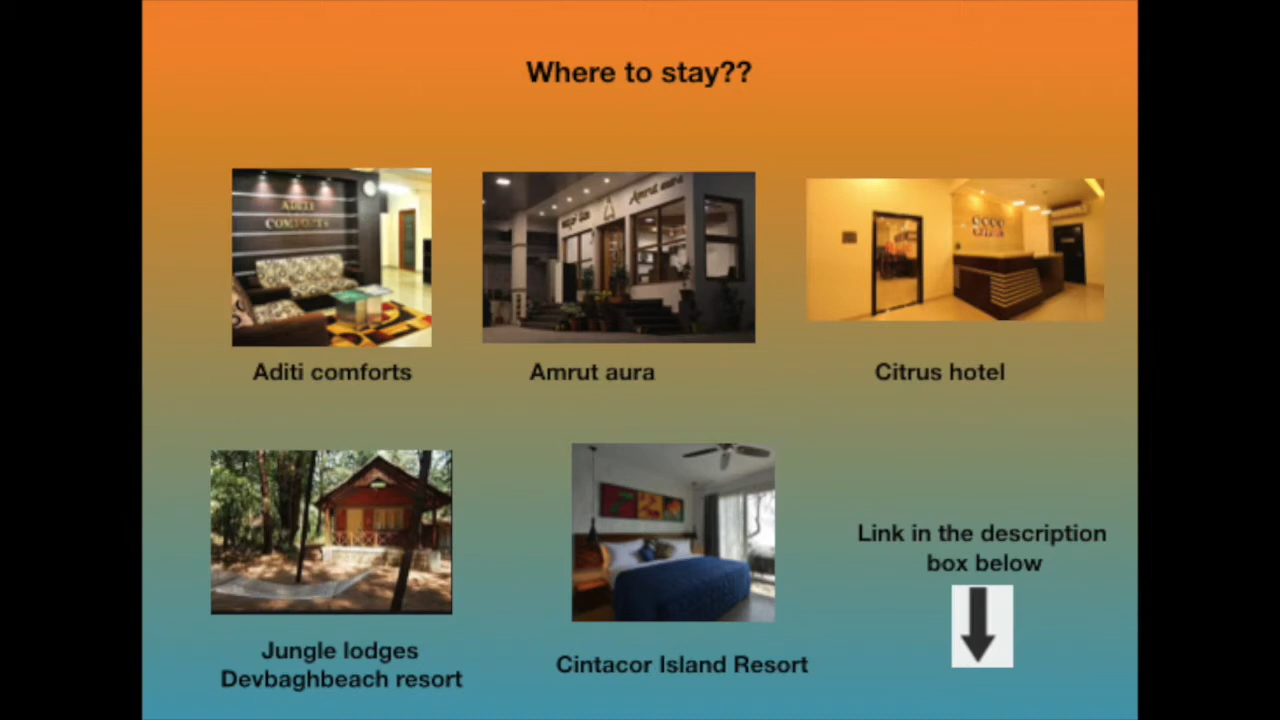 Where to stay??
ADITI
COMFORTS
Amrut aura
Aditi comforts
Amrut aura
Citrus hotel
Link in the description
box below
Jungle lodges
Devbaghbeach resort
Cintacor Island Resort